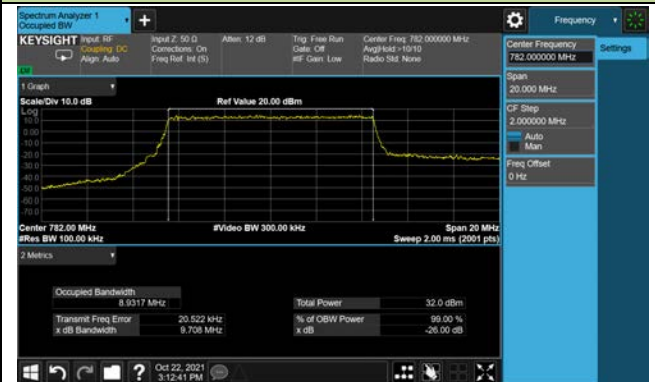 Spectrum Analyzer 1
Occupied BW
Frequency
KEYSIGHT
Input: RF
Coupling: DC
Align: Auto
Input Z: 50 Ω
Corrections: On
Freq Ref: Int (S)
Atten: 12 dB
Trig: Free Run
Gate: Off
#IF Gain: Low
Center Freq: 782.000000 MHz
Avg|Hold:>10/10
Radio Std: None
Center Frequency
782.000000 MHz
Settings
Span
20.000 MHz
CF Step
2.000000 MHz
Auto
Man
Freq Offset
0 Hz
1 Graph
Scale/Div 10.0 dB
Ref Value 20.00 dBm
Log
10.0
0.00
-10.0
-20.0
-30.0
-40.0
-50.0
-60.0
-70.0
Center 782.00 MHz
#Video BW 300.00 kHz
Span 20 MHz
#Res BW 100.00 kHz
Sweep 2.00 ms (2001 pts)
2 Metrics
Occupied Bandwidth
8.9317 MHz
Total Power
32.0 dBm
Transmit Freq Error
20.522 kHz
% of OBW Power
99.00 %
x dB Bandwidth
9.708 MHz
x dB
-26.00 dB
Oct 22, 2021
3:12:41 PM